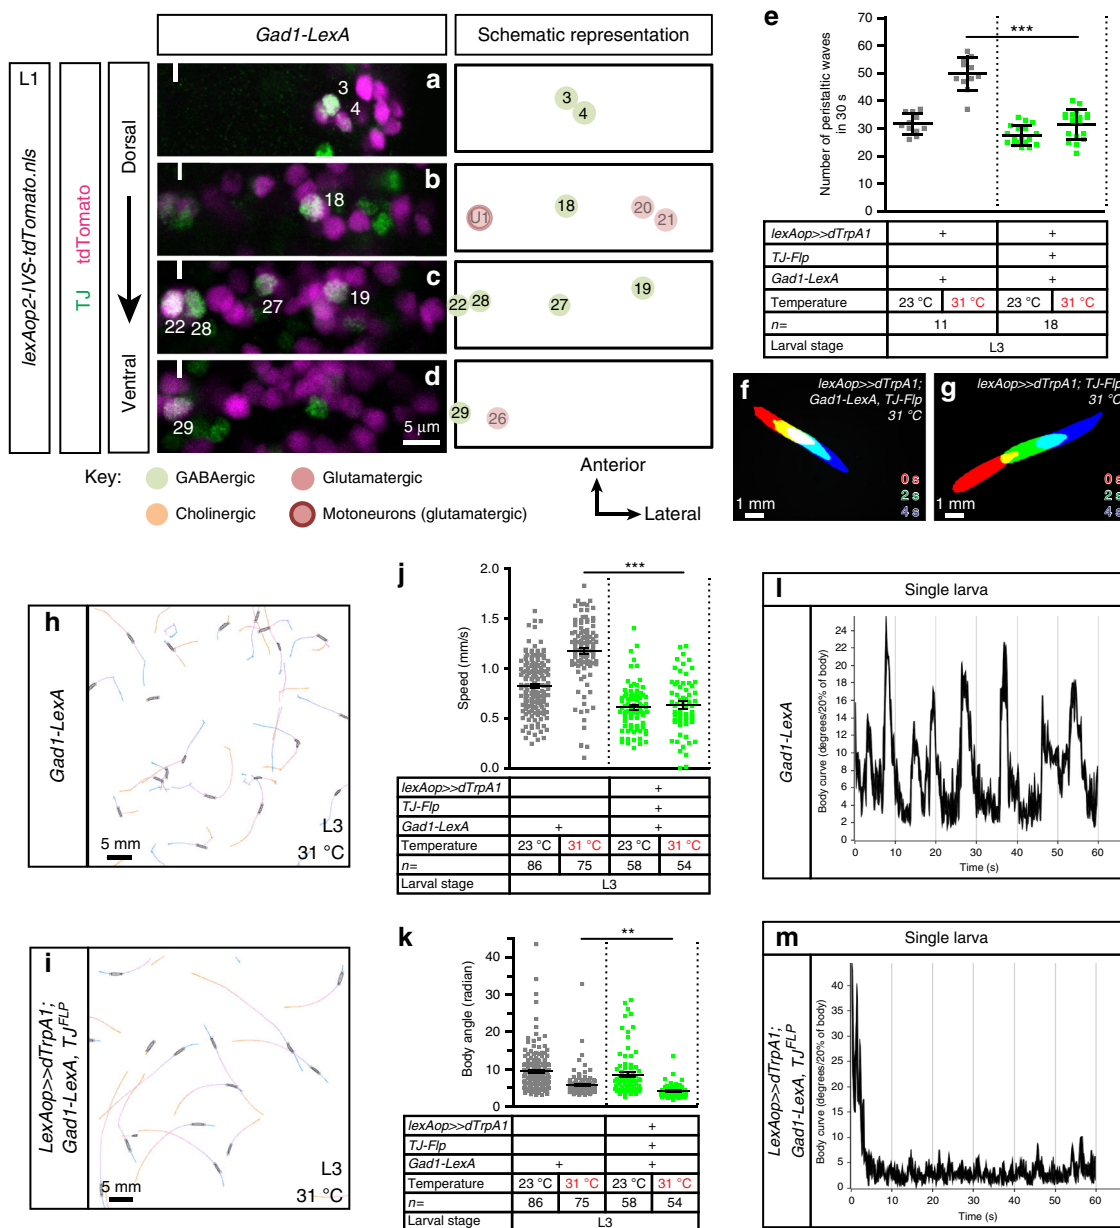 Gad1-LexA
Schematic representation
L1
lexAop2-IVS-tdTomato.nls
TJ tdTomato
Dorsal
Ventral
a
3
4
3
4
b
18
U1
18
20
21
c
22
28
27
19
22
28
27
19
d
29
5 μm
29
26
Key:
GABAergic
Glutamatergic
Cholinergic
Motoneurons (glutamatergic)
Anterior
Lateral
e
***
Number of peristaltic waves
in 30 s
70
60
50
40
30
20
10
0
lexAop>>dTrpA1 + +
TJ-Flp +
Gad1-LexA + +
Temperature 23 °C 31 °C 23 °C 31 °C
n= 11 18
Larval stage L3
f
lexAop>>dTrpA1;
Gad1-LexA, TJ-Flp
31 °C
0 s
2 s
4 s
1 mm
g
lexAop>>dTrpA1; TJ-Flp
31 °C
0 s
2 s
4 s
1 mm
h
Gad1-LexA
5 mm
L3
31 °C
i
LexAop>>dTrpA1;
Gad1-LexA, TJFLP
5 mm
L3
31 °C
j
***
Speed (mm/s)
2.0
1.5
1.0
0.5
0.0
lexAop>>dTrpA1 +
TJ-Flp +
Gad1-LexA + +
Temperature 23 °C 31 °C 23 °C 31 °C
n= 86 75 58 54
Larval stage L3
k
**
Body angle (radian)
40
30
20
10
0
lexAop>>dTrpA1 +
TJ-Flp +
Gad1-LexA + +
Temperature 23 °C 31 °C 23 °C 31 °C
n= 86 75 58 54
Larval stage L3
l
Single larva
Gad1-LexA
Body curve (degrees/20% of body)
24
22
20
18
16
14
12
10
8
6
4
2
0
0 10 20 30 40 50 60
Time (s)
m
Single larva
LexAop>>dTrpA1;
Gad1-LexA, TJFLP
Body curve (degrees/20% of body)
40
35
30
25
20
15
10
5
0
0 10 20 30 40 50 60
Time (s)